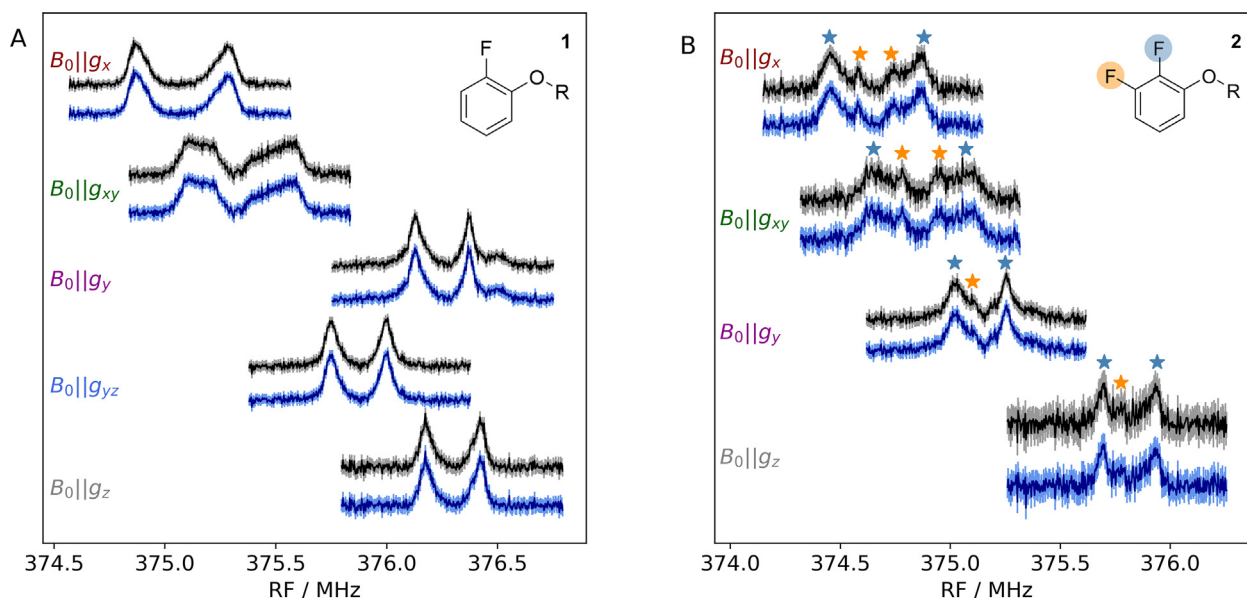 A
1
B₀||gₓ
F
O
R
B₀||gₓᵧ
B₀||gᵧ
B₀||gᵧz
B₀||gz
374.5 375.0 375.5 376.0 376.5
RF / MHz
B
2
B₀||gₓ
F
F
O
R
B₀||gₓᵧ
B₀||gᵧ
B₀||gz
374.0 374.5 375.0 375.5 376.0
RF / MHz